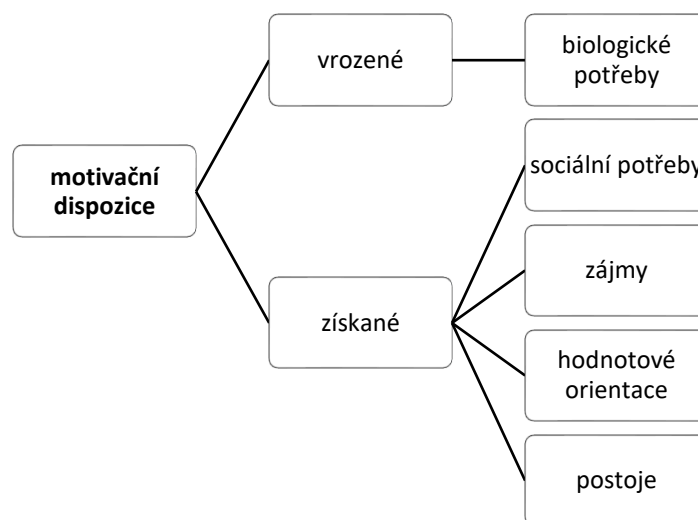 motivační
dispozice
vrozené
biologické
potřeby
získané
sociální potřeby
zájmy
hodnotové
orientace
postoje